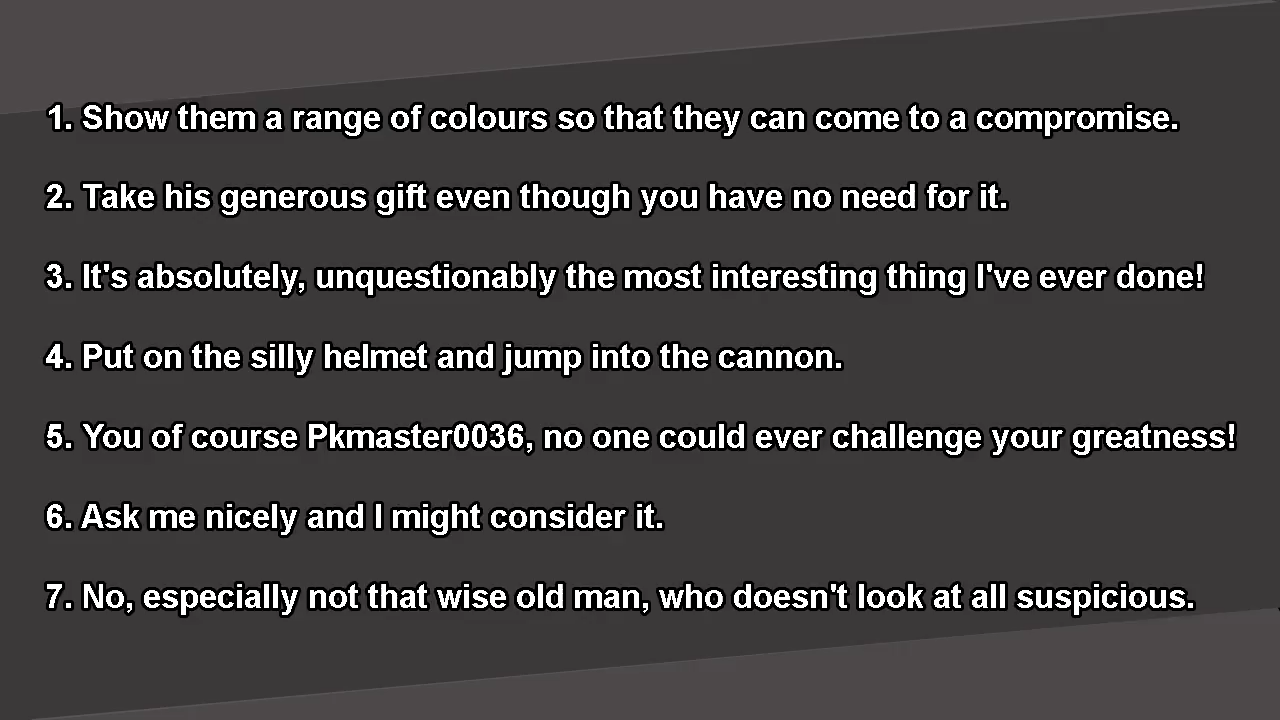 1. Show them a range of colours so that they can come to a compromise.
2. Take his generous gift even though you have no need for it.
3. It's absolutely, unquestionably the most interesting thing I've ever done!
4. Put on the silly helmet and jump into the cannon.
5. You of course Pkmaster0036, no one could ever challenge your greatness!
6. Ask me nicely and I might consider it.
7. No, especially not that wise old man, who doesn't look at all suspicious.